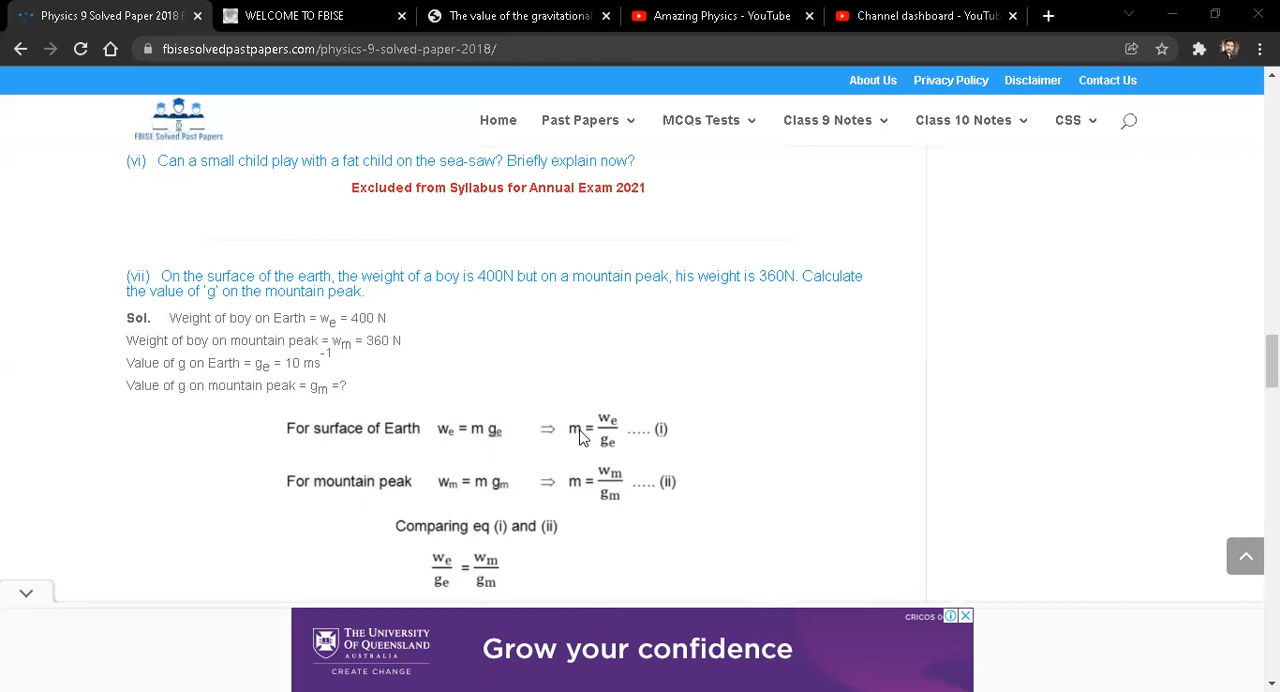 Physics 9 Solved Paper 2018 F
WELCOME TO FBISE
The value of the gravitational
Amazing Physics - YouTube
Channel dashboard - YouTu
fbisesolvedpastpapers.com/physics-9-solved-paper-2018/
About Us Privacy Policy Disclaimer Contact Us
FBISE Solved Past Papers
Home Past Papers MCQs Tests Class 9 Notes Class 10 Notes CSS
(vi) Can a small child play with a fat child on the sea-saw? Briefly explain now?
Excluded from Syllabus for Annual Exam 2021
(vii) On the surface of the earth, the weight of a boy is 400N but on a mountain peak, his weight is 360N. Calculate
the value of 'g' on the mountain peak.
Sol. Weight of boy on Earth = we = 400 N
Weight of boy on mountain peak = wm = 360 N
Value of g on Earth = ge = 10 ms-1
Value of g on mountain peak = gm =?
For surface of Earth we = m ge ⇒ m = we/ge ..... (i)
For mountain peak wm = m gm ⇒ m = wm/gm ..... (ii)
Comparing eq (i) and (ii)
we/ge = wm/gm
CRICOS 0
THE UNIVERSITY
OF QUEENSLAND
AUSTRALIA
CREATE CHANGE
Grow your confidence